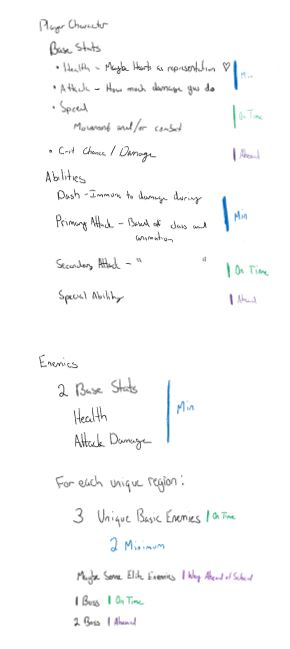 Player Character
Base Stats
• Health - Maybe Hearts as representation ♡
• Attack - How much damage you do
Min
• Speed
Movement and/or combat
On Time
• Crit Chance / Damage
Ahead
Abilities
Dash - Immune to damage during
Primary Attack - Based of class and
animation
Min
Secondary Attack - " "
On Time
Special Ability
Ahead
Enemies
2 Base Stats
Health
Attack Damage
Min
For each unique region:
3 Unique Basic Enemies | On Time
2 Minimum
Maybe Some Elite Enemies | Way Ahead of Sched
1 Boss | On Time
2 Boss | Ahead